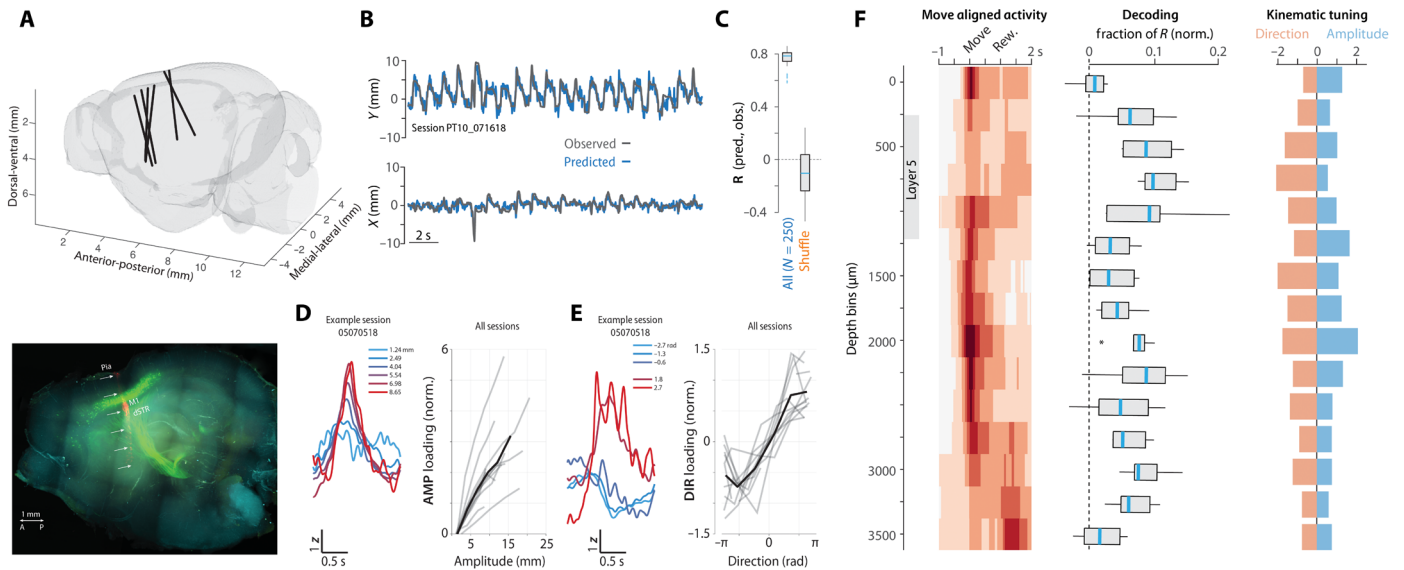 A
Dorsal-ventral (mm)
2
4
6
2
4
6
8
10
12
Anterior-posterior (mm)
4
2
0
−2
−4
Medial-lateral (mm)
Pia
M1
dSTR
1 mm
A P
B
Y (mm)
10
0
−10
Session PT10_071618
Observed
Predicted
X (mm)
10
0
−10
2 s
C
R (pred., obs.)
0.8
0.4
0
−0.4
All (N = 250)
Shuffle
D
Example session
05070518
1.24 mm
2.49
4.04
5.54
6.98
8.65
1 z
0.5 s
All sessions
AMP loading (norm.)
6
0
5
15
25
Amplitude (mm)
E
Example session
05070518
−2.7 rad
−1.3
−0.6
1.8
2.7
1 z
0.5 s
All sessions
DIR loading (norm.)
1.5
0
−1.5
−π
0
π
Direction (rad)
F
Move aligned activity
Move
Rew.
−1
2 s
Depth bins (μm)
0
500
1500
2000
3000
3500
Layer 5
Decoding
fraction of R (norm.)
0
0.1
0.2
*
Kinematic tuning
Direction
Amplitude
−2
0
2